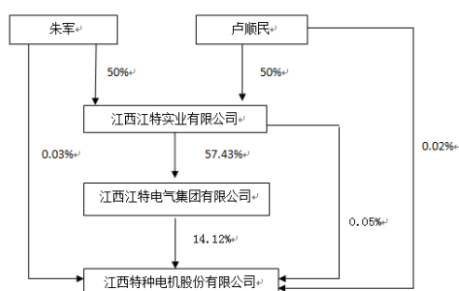 朱军
卢顺民
50%
50%
江西江特实业有限公司
0.03%
57.43%
0.02%
江西江特电气集团有限公司
0.05%
14.12%
江西特种电机股份有限公司